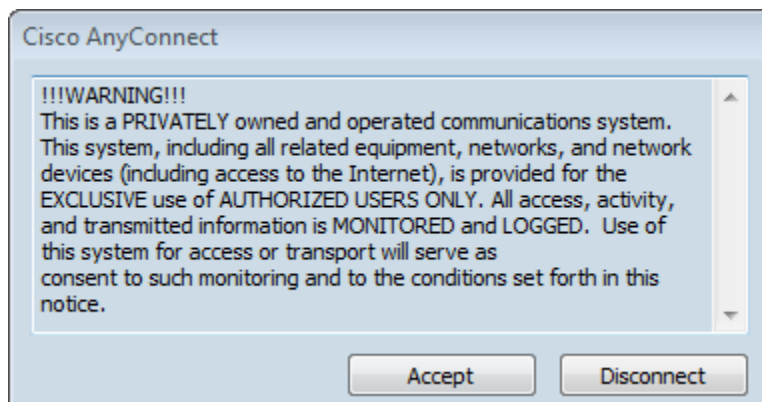 Cisco AnyConnect
!!!WARNING!!!
This is a PRIVATELY owned and operated communications system.
This system, including all related equipment, networks, and network
devices (including access to the Internet), is provided for the
EXCLUSIVE use of AUTHORIZED USERS ONLY. All access, activity,
and transmitted information is MONITORED and LOGGED.  Use of
this system for access or transport will serve as
consent to such monitoring and to the conditions set forth in this
notice.
Accept Disconnect